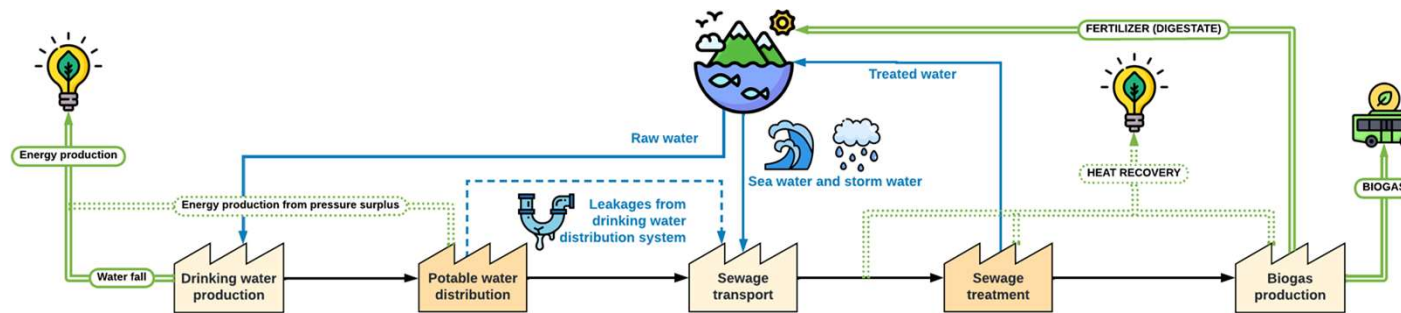 FERTILIZER (DIGESTATE)
Treated water
Raw water
Energy production
Sea water and storm water
HEAT RECOVERY
BIOGAS
Energy production from pressure surplus
Leakages from
drinking water
distribution system
Water fall
Drinking water
production
Potable water
distribution
Sewage
transport
Sewage
treatment
Biogas
production